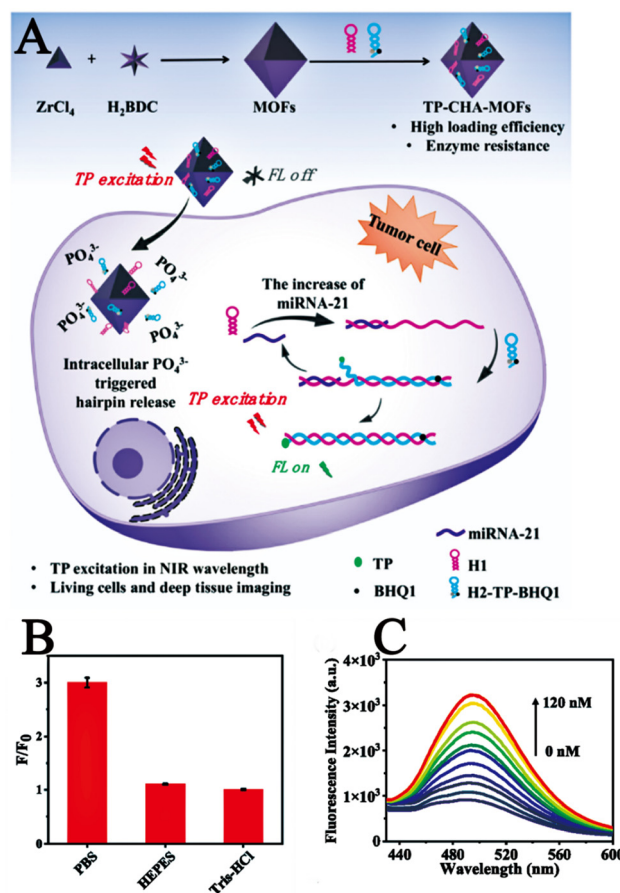 A
ZrCl₄ + H₂BDC MOFs TP-CHA-MOFs
• High loading efficiency
• Enzyme resistance
TP excitation
FL off
Tumor cell
PO₄³⁻
PO₄³⁻
PO₄³⁻
PO₄³⁻
The increase of
miRNA-21
Intracellular PO₄³⁻
triggered
hairpin release
TP excitation
FL on
• TP excitation in NIR wavelength
• Living cells and deep tissue imaging
miRNA-21
TP
H1
BHQ1
H2-TP-BHQ1
B
F/F₀
3
2
1
0
PBS
HEPES
Tris-HCl
C
Fluorescence Intensity (a.u.)
4×10³
3×10³
2×10³
1×10³
0
120 nM
0 nM
440 480 520 560 600
Wavelength (nm)